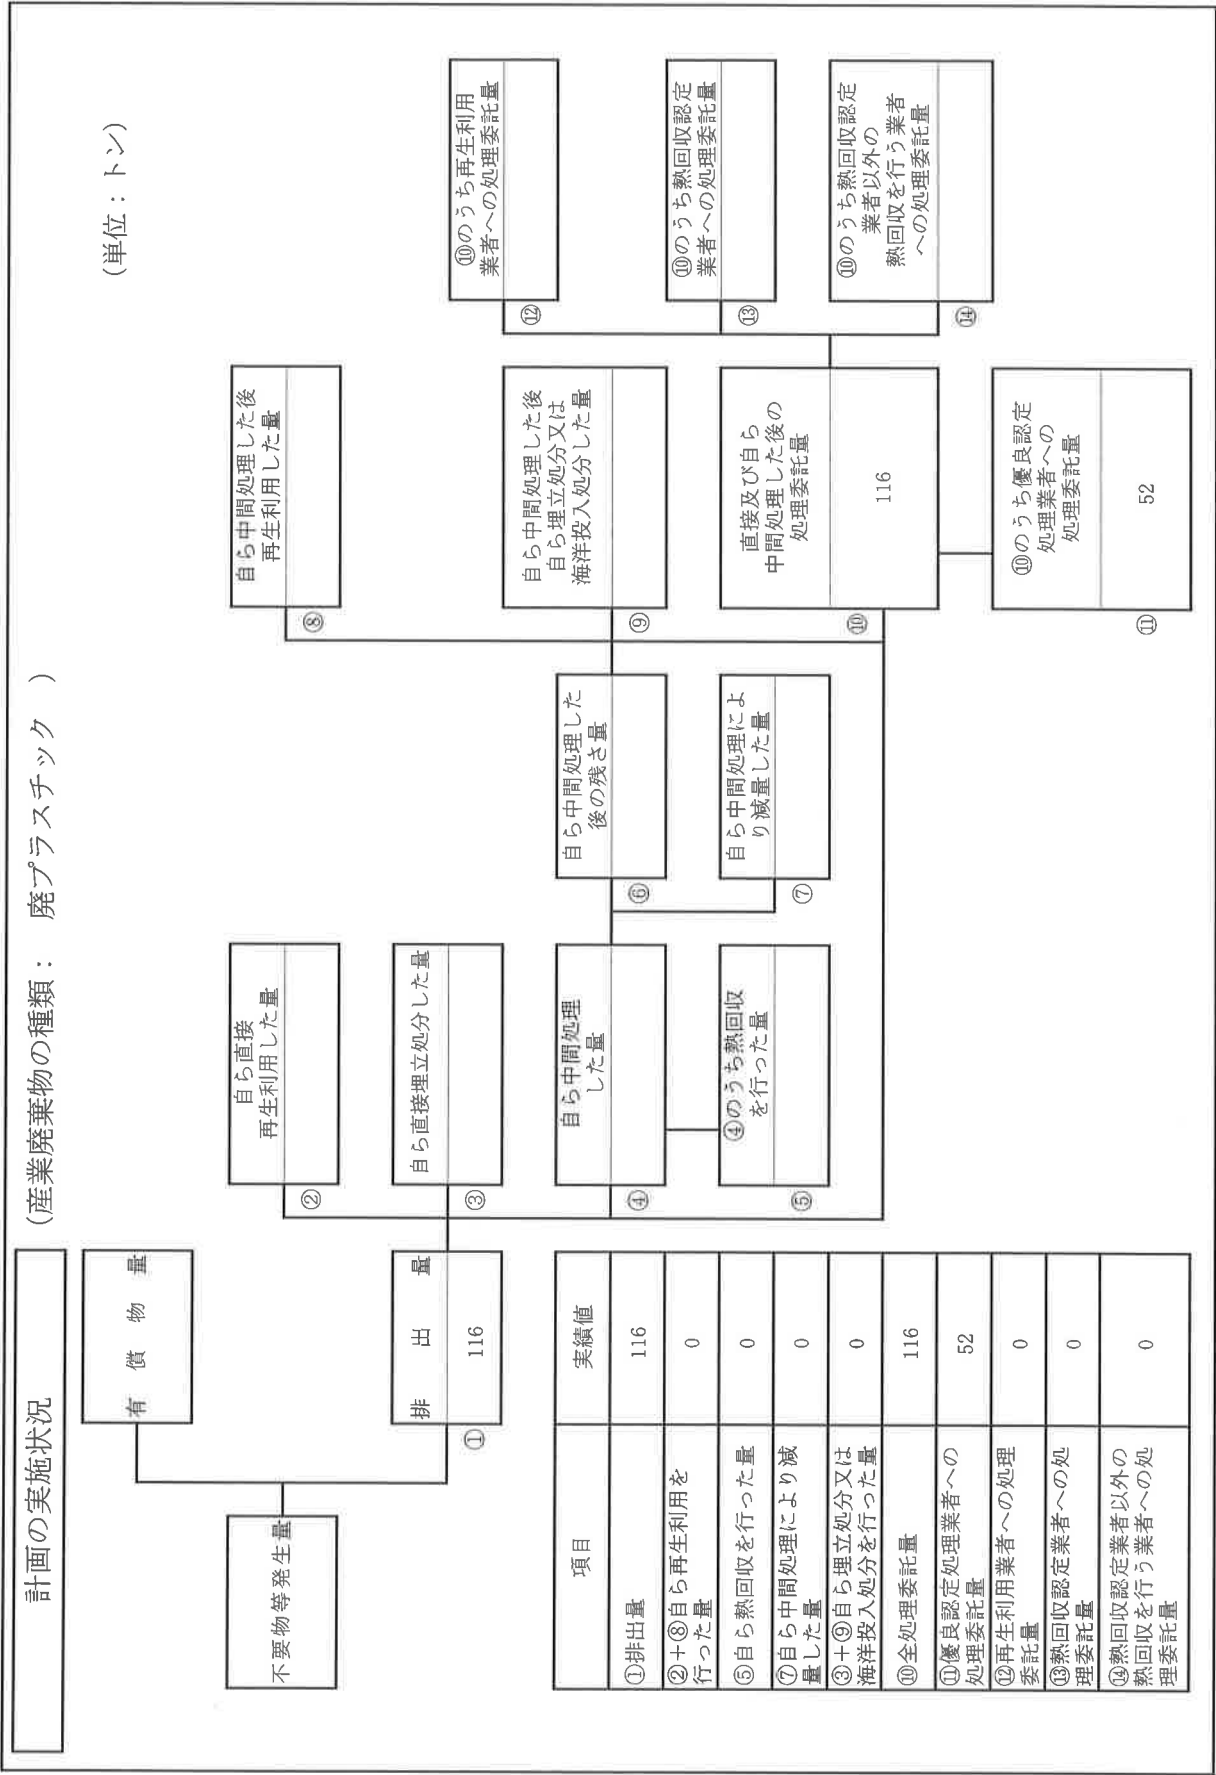 計画の実施状況
(産業廃棄物の種類： 廃プラスチック )
(単位：トン)
不要物等発生量
有償物量
排出量
①
116
自ら直接
再生利用した量
②
自ら直接埋立処分した量
③
自ら中間処理
した量
④
④のうち熱回収
を行った量
⑤
自ら中間処理した
後の残さ量
⑥
自ら中間処理によ
り減量した量
⑦
自ら中間処理した後
再生利用した量
⑧
自ら中間処理した後
自ら埋立処分又は
海洋投入処分した量
⑨
直接及び自ら
中間処理した後の
処理委託量
⑩
116
⑩のうち優良認定
処理業者への
処理委託量
⑪
52
⑩のうち再生利用
業者への処理委託量
⑫
⑩のうち熱回収認定
業者への処理委託量
⑬
⑩のうち熱回収認定
業者以外の
熱回収を行う業者
への処理委託量
⑭
項目 実績値
①排出量 116
②＋⑧自ら再生利用を
行った量 0
⑤自ら熱回収を行った量 0
⑦自ら中間処理により減
量した量 0
③＋⑨自ら埋立処分又は
海洋投入処分を行った量 0
⑩全処理委託量 116
⑪優良認定処理業者への
処理委託量 52
⑫再生利用業者への処理
委託量 0
⑬熱回収認定業者への処
理委託量 0
⑭熱回収認定業者以外の
熱回収を行う業者への処
理委託量 0